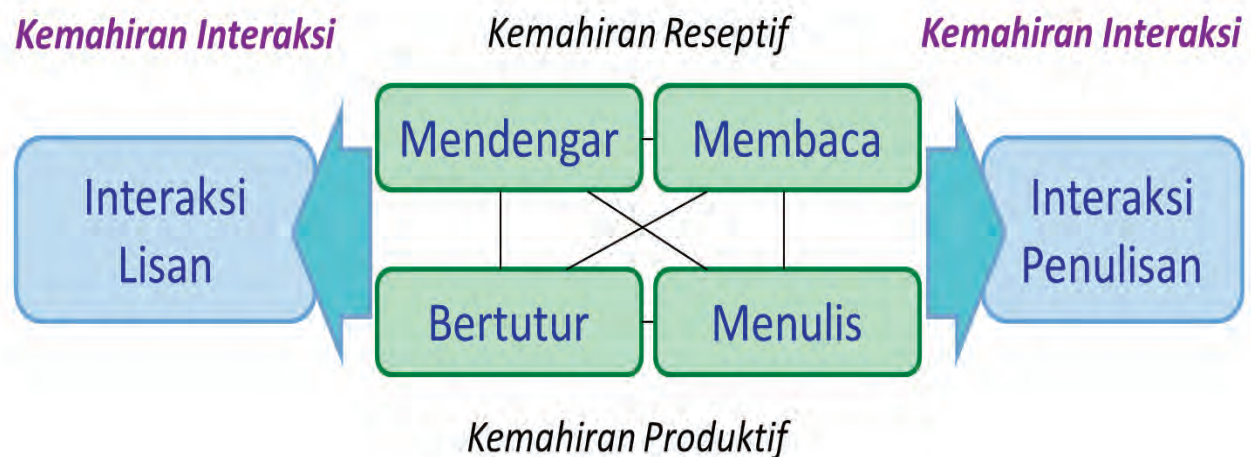 Kemahiran Interaksi
Kemahiran Reseptif
Kemahiran Interaksi
Mendengar
Membaca
Interaksi
Lisan
Interaksi
Penulisan
Bertutur
Menulis
Kemahiran Produktif